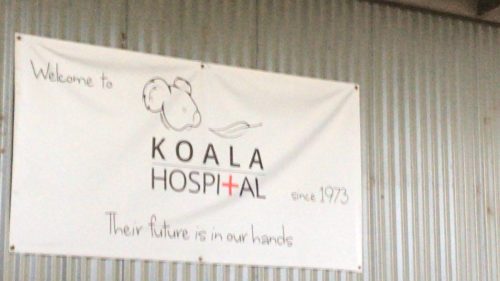 Welcome to
KOALA
HOSPITAL
since 1973
Their future is in our hands